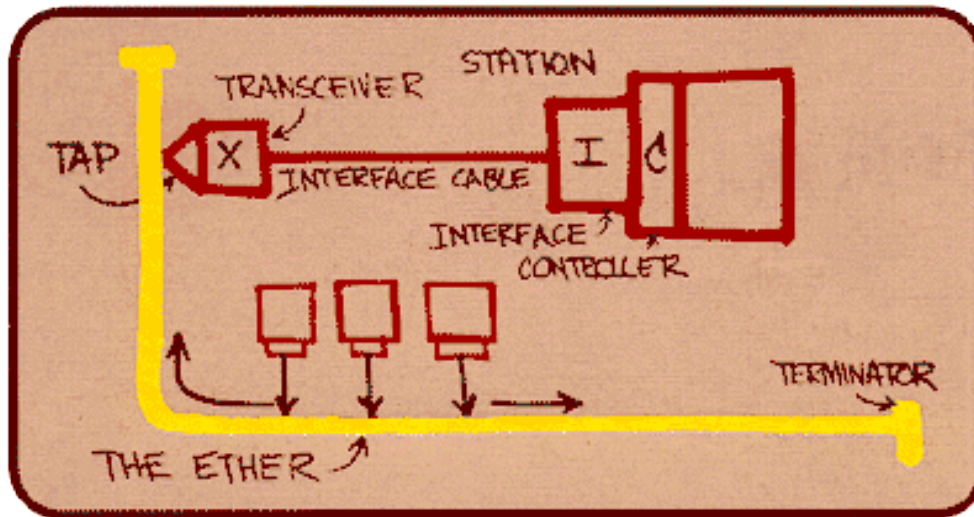 STATION
TRANSCEIVER
TAP
X
I
C
INTERFACE CABLE
INTERFACE
CONTROLLER
TERMINATOR
THE ETHER